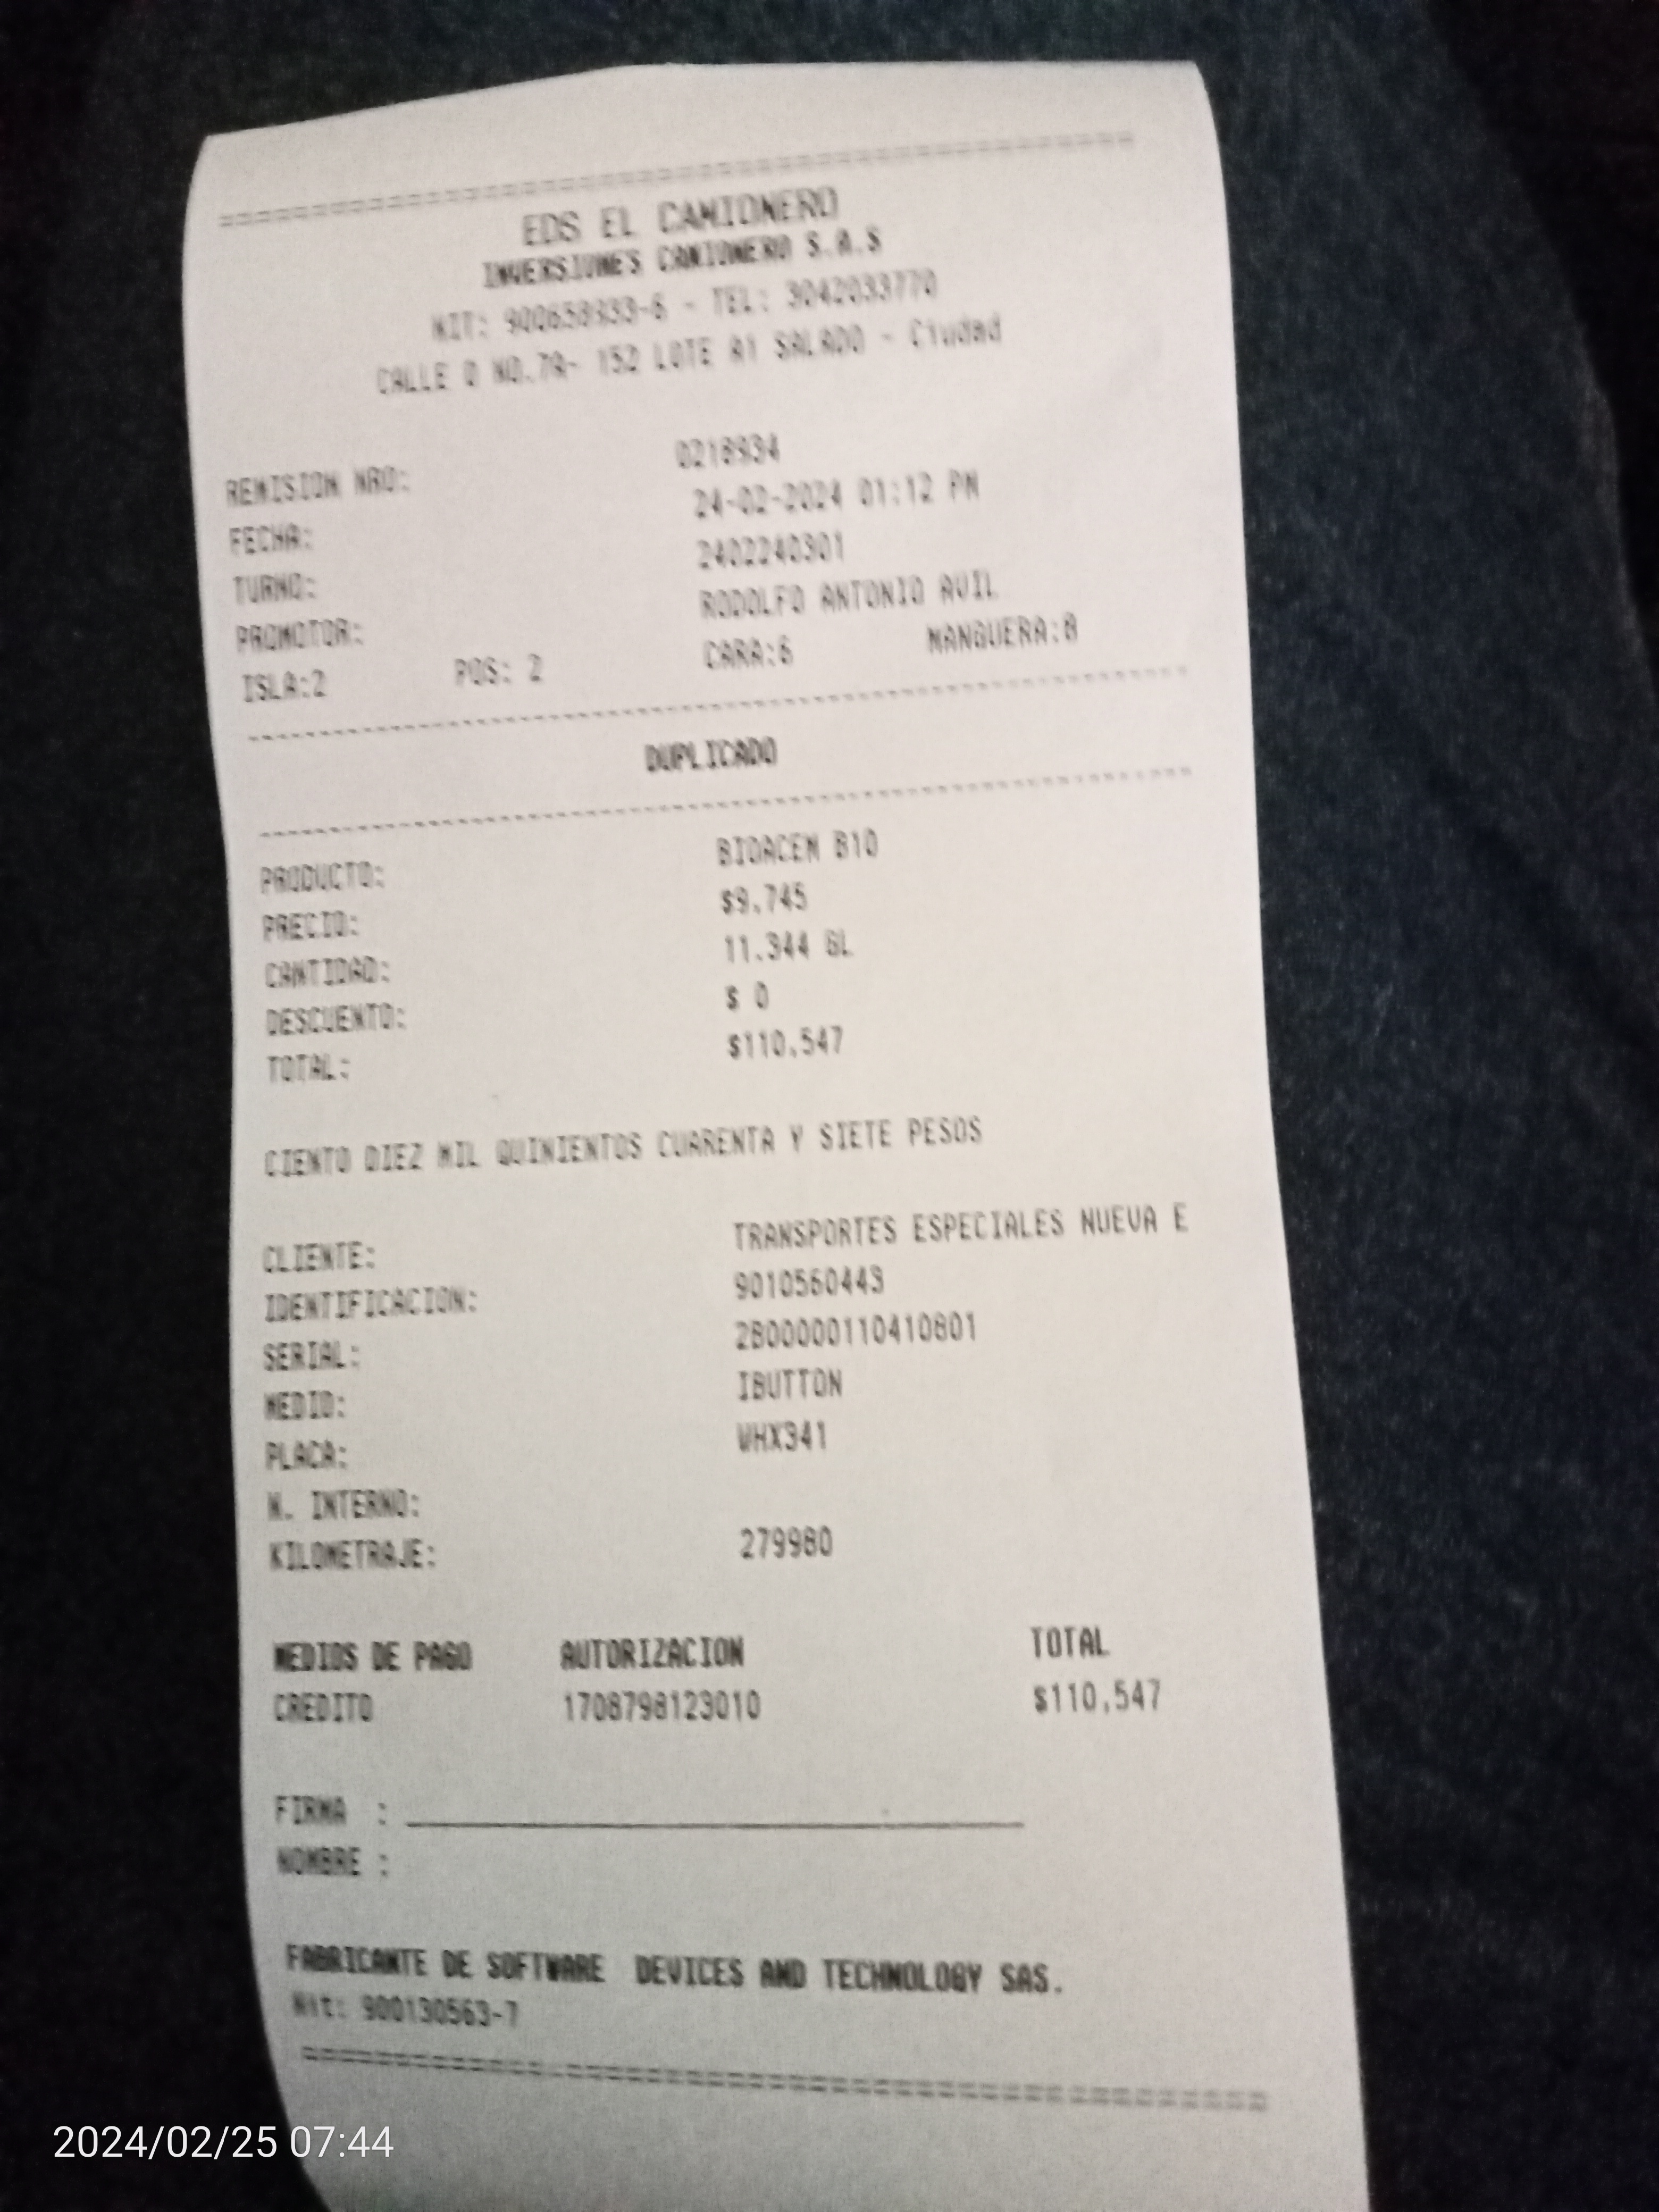 EDS EL CAMIONERO
INVERSIONES CAMIONERO S.A.S
NIT: 900658933-6 - TEL: 3042033770
CALLE 0 NO.7A- 152 LOTE A1 SALADO - Ciudad
REMISION NRO: 0218934
FECHA: 24-02-2024 01:12 PM
TURNO: 2402240301
PROMOTOR: RODOLFO ANTONIO AVIL
ISLA:2 POS: 2 CARA:6 MANGUERA:8
DUPLICADO
PRODUCTO: BIOACEM B10
PRECIO: $9,745
CANTIDAD: 11.344 GL
DESCUENTO: $ 0
TOTAL: $110,547
CIENTO DIEZ MIL QUINIENTOS CUARENTA Y SIETE PESOS
CLIENTE: TRANSPORTES ESPECIALES NUEVA E
IDENTIFICACION: 9010560443
SERIAL: 2B00000110410801
MEDIO: IBUTTON
PLACA: WHX341
N. INTERNO:
KILOMETRAJE: 279980
MEDIOS DE PAGO AUTORIZACION TOTAL
CREDITO 1708798123010 $110,547
FIRMA :
NOMBRE :
FABRICANTE DE SOFTWARE DEVICES AND TECHNOLOGY SAS.
Nit: 900130563-7
2024/02/25 07:44